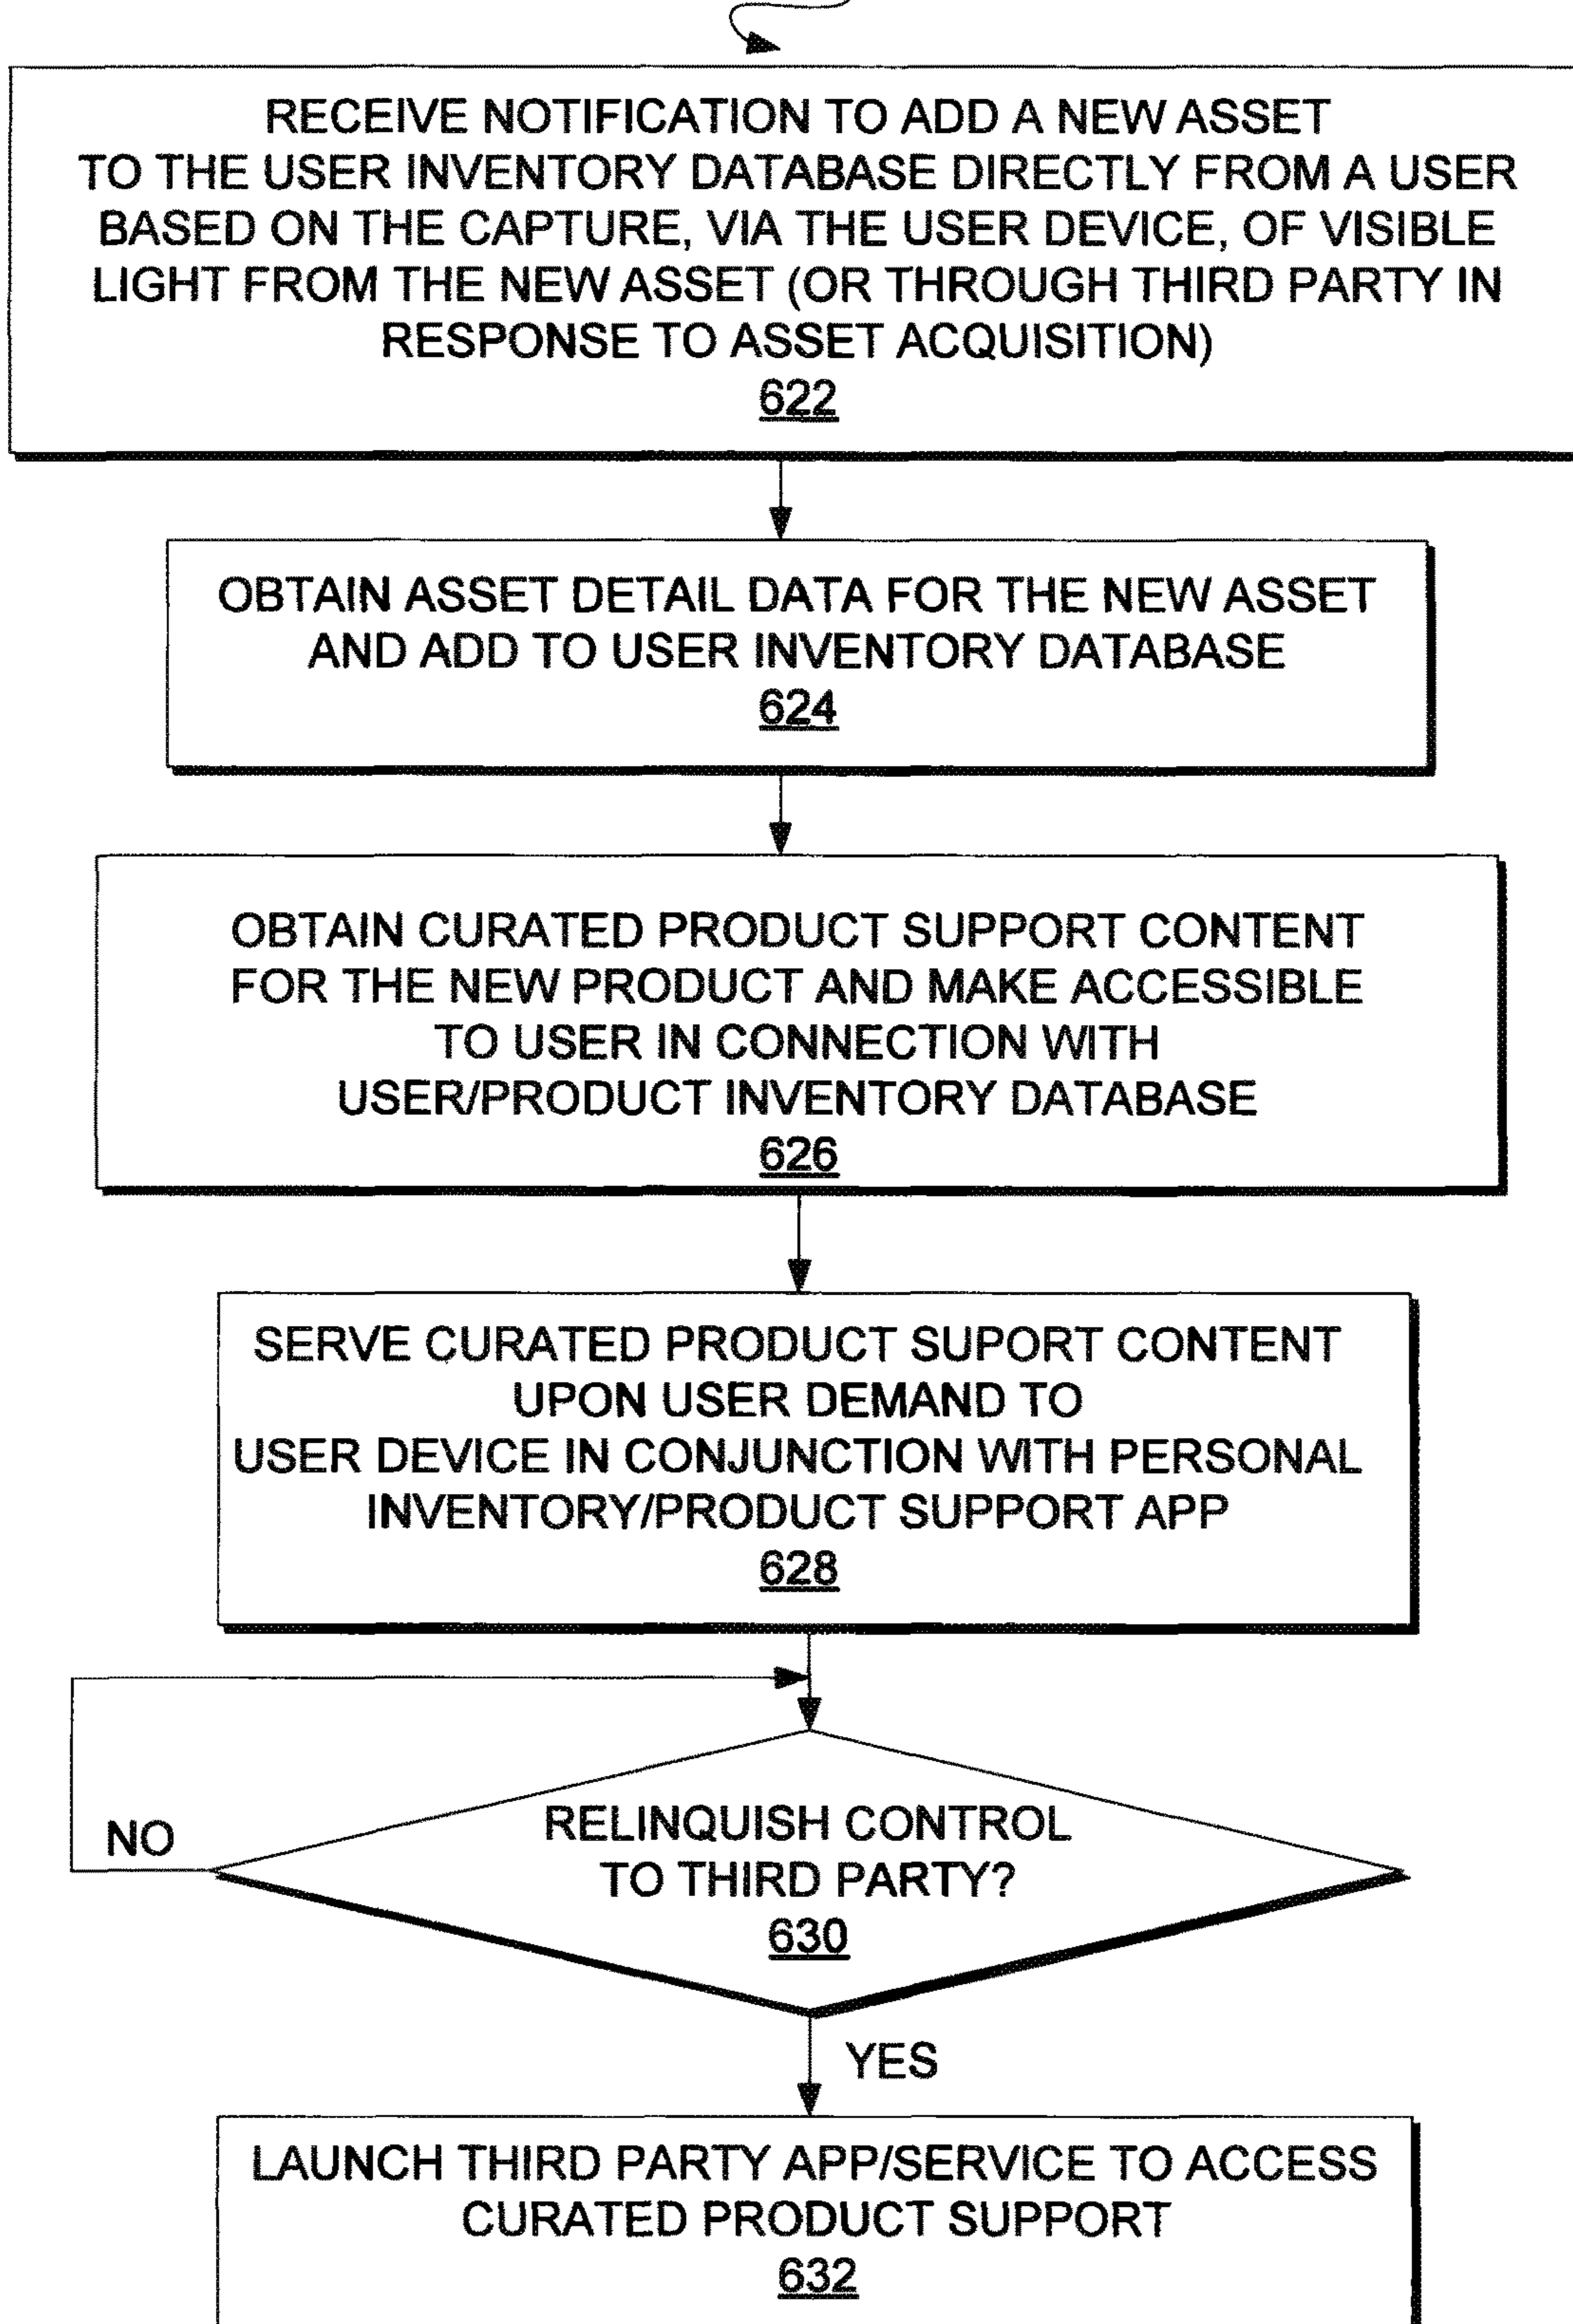 RECEIVE NOTIFICATION TO ADD A NEW ASSET
TO THE USER INVENTORY DATABASE DIRECTLY FROM A USER
BASED ON THE CAPTURE, VIA THE USER DEVICE, OF VISIBLE
LIGHT FROM THE NEW ASSET (OR THROUGH THIRD PARTY IN
RESPONSE TO ASSET ACQUISITION)
622
OBTAIN ASSET DETAIL DATA FOR THE NEW ASSET
AND ADD TO USER INVENTORY DATABASE
624
OBTAIN CURATED PRODUCT SUPPORT CONTENT
FOR THE NEW PRODUCT AND MAKE ACCESSIBLE
TO USER IN CONNECTION WITH
USER/PRODUCT INVENTORY DATABASE
626
SERVE CURATED PRODUCT SUPORT CONTENT
UPON USER DEMAND TO
USER DEVICE IN CONJUNCTION WITH PERSONAL
INVENTORY/PRODUCT SUPPORT APP
628
NO
RELINQUISH CONTROL
TO THIRD PARTY?
630
YES
LAUNCH THIRD PARTY APP/SERVICE TO ACCESS
CURATED PRODUCT SUPPORT
632